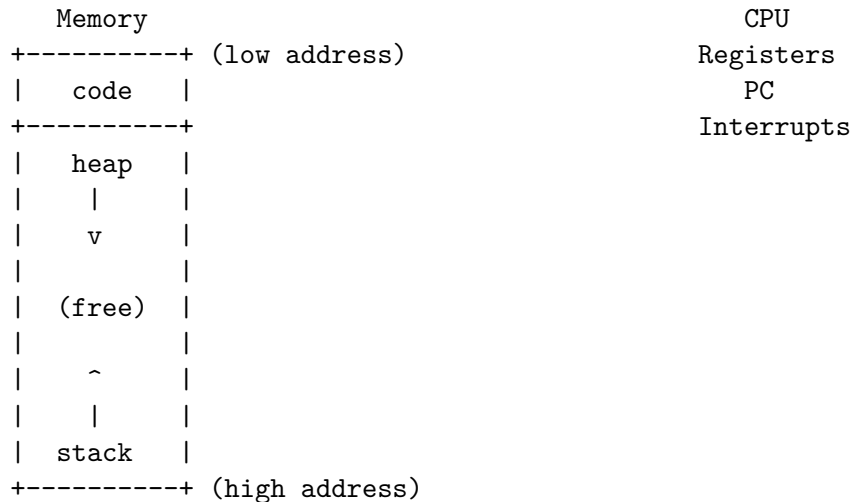 Memory CPU
+----------+ (low address) Registers
| code | PC
+----------+ Interrupts
| heap |
| | |
| v |
| |
| (free) |
| |
| ^ |
| | |
| stack |
+----------+ (high address)